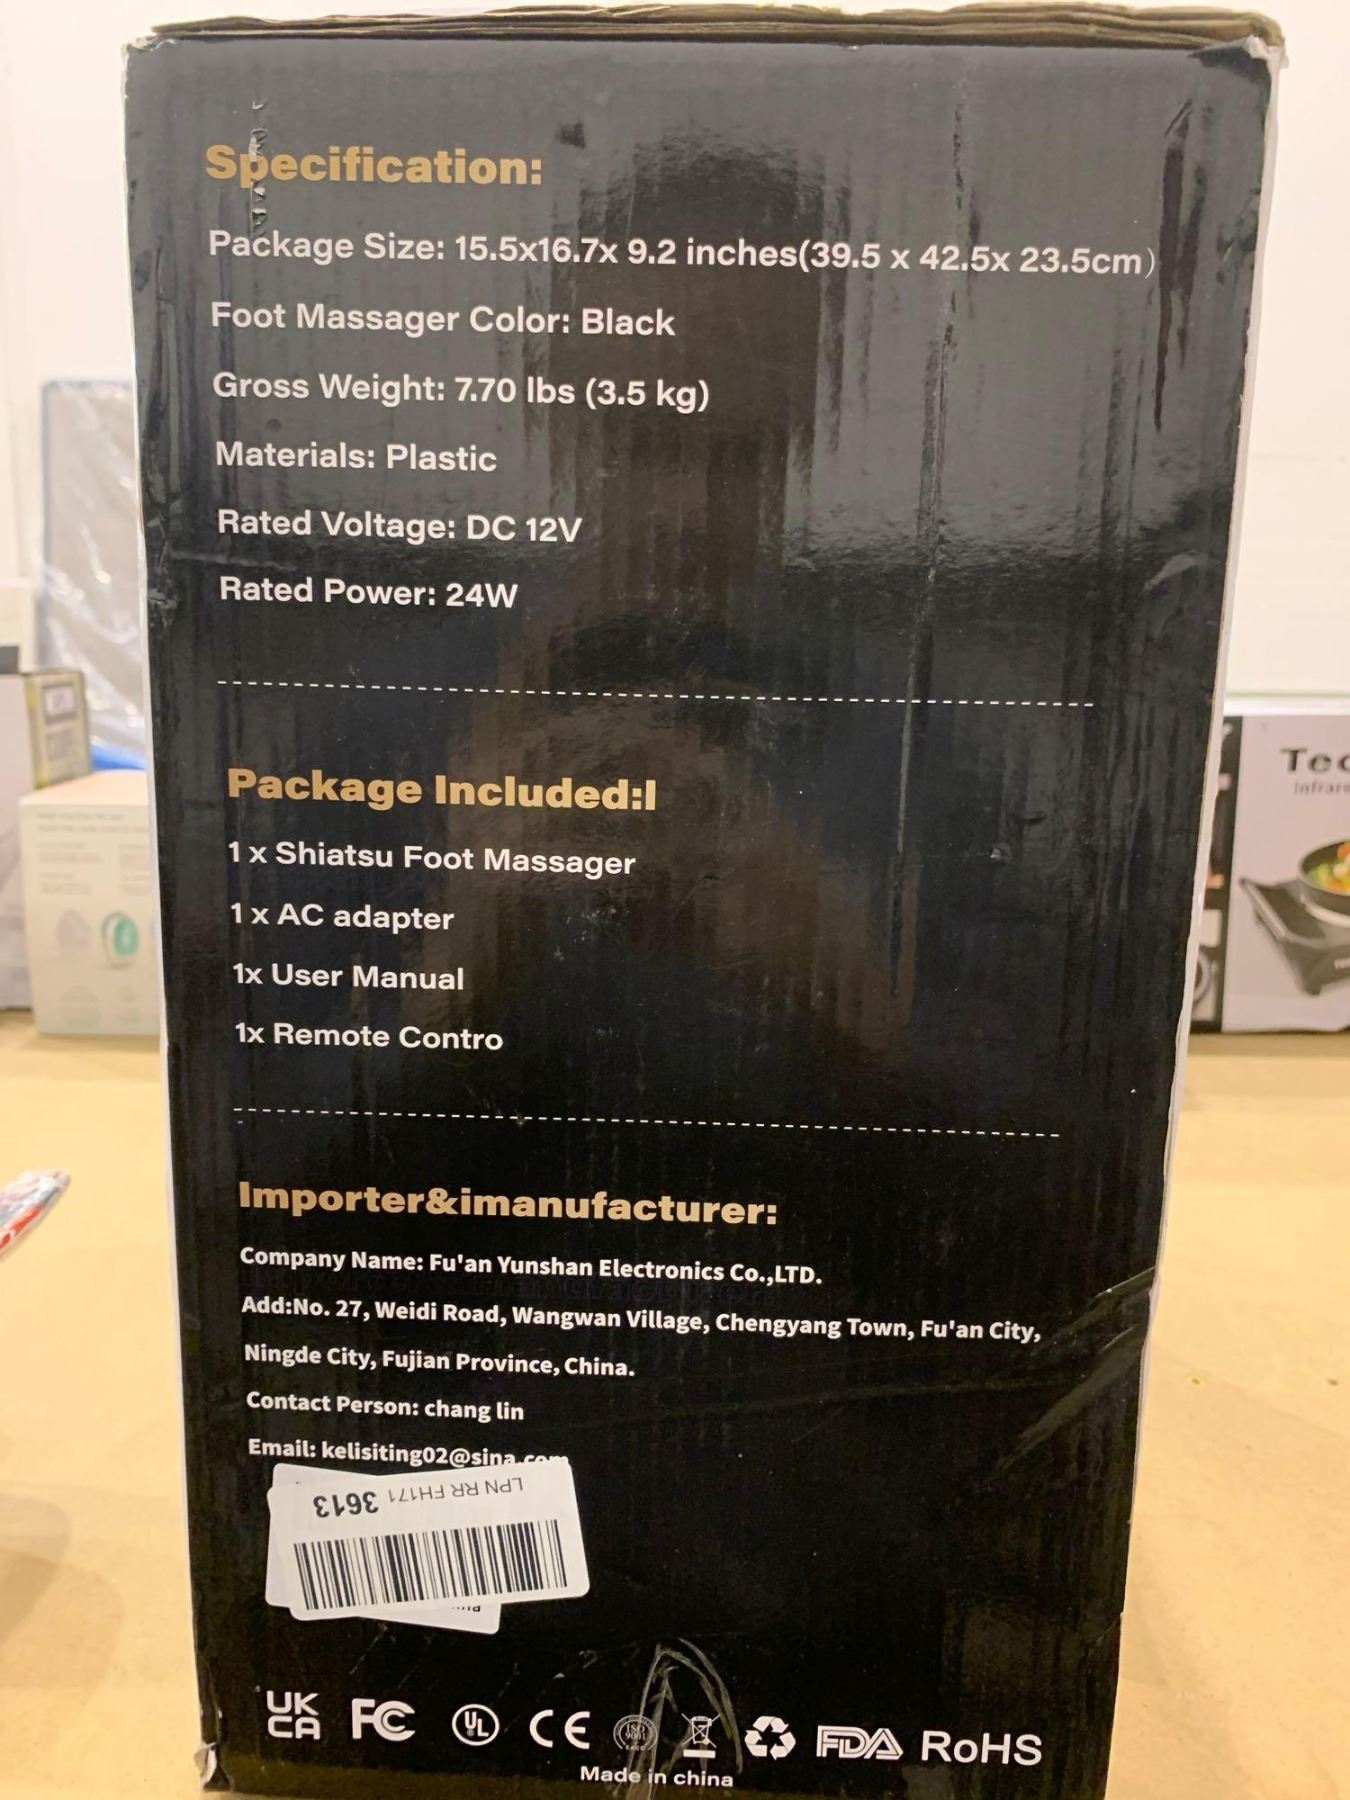 Specification:
Package Size: 15.5x16.7x 9.2 inches(39.5 x 42.5x 23.5cm)
Foot Massager Color: Black
Gross Weight: 7.70 lbs (3.5 kg)
Materials: Plastic
Rated Voltage: DC 12V
Rated Power: 24W
Package Included:l
1 x Shiatsu Foot Massager
1 x AC adapter
1x User Manual
1x Remote Contro
Importer&imanufacturer:
Company Name: Fu'an Yunshan Electronics Co.,LTD.
Add:No. 27, Weidi Road, Wangwan Village, Chengyang Town, Fu'an City,
Ningde City, Fujian Province, China.
Contact Person: chang lin
Email: kelisiting02@sina.com
LPN RR FH171 3613
UK CA FC UL CE ISO 9001 FDA RoHS
Made in china
Tec
Infrare